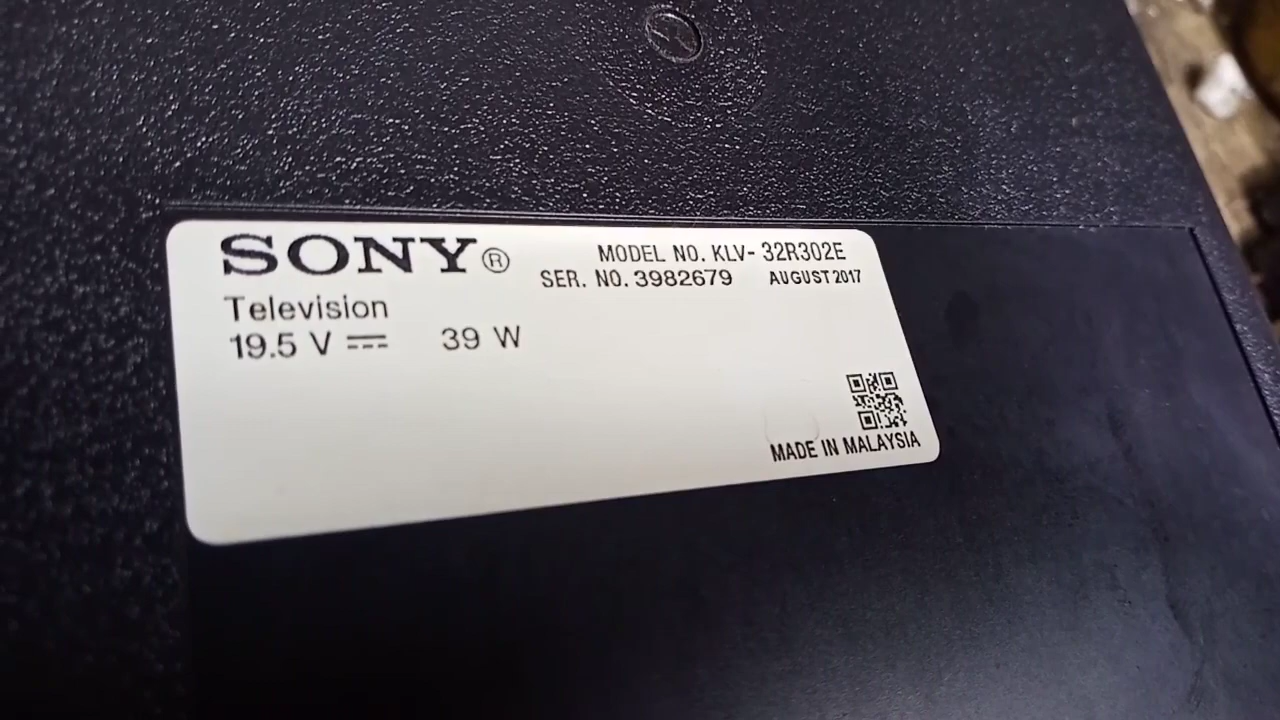 SONY®
MODEL NO. KLV- 32R302E
SER. NO. 3982679 AUGUST 2017
Television
19.5 V ⎓ 39 W
MADE IN MALAYSIA